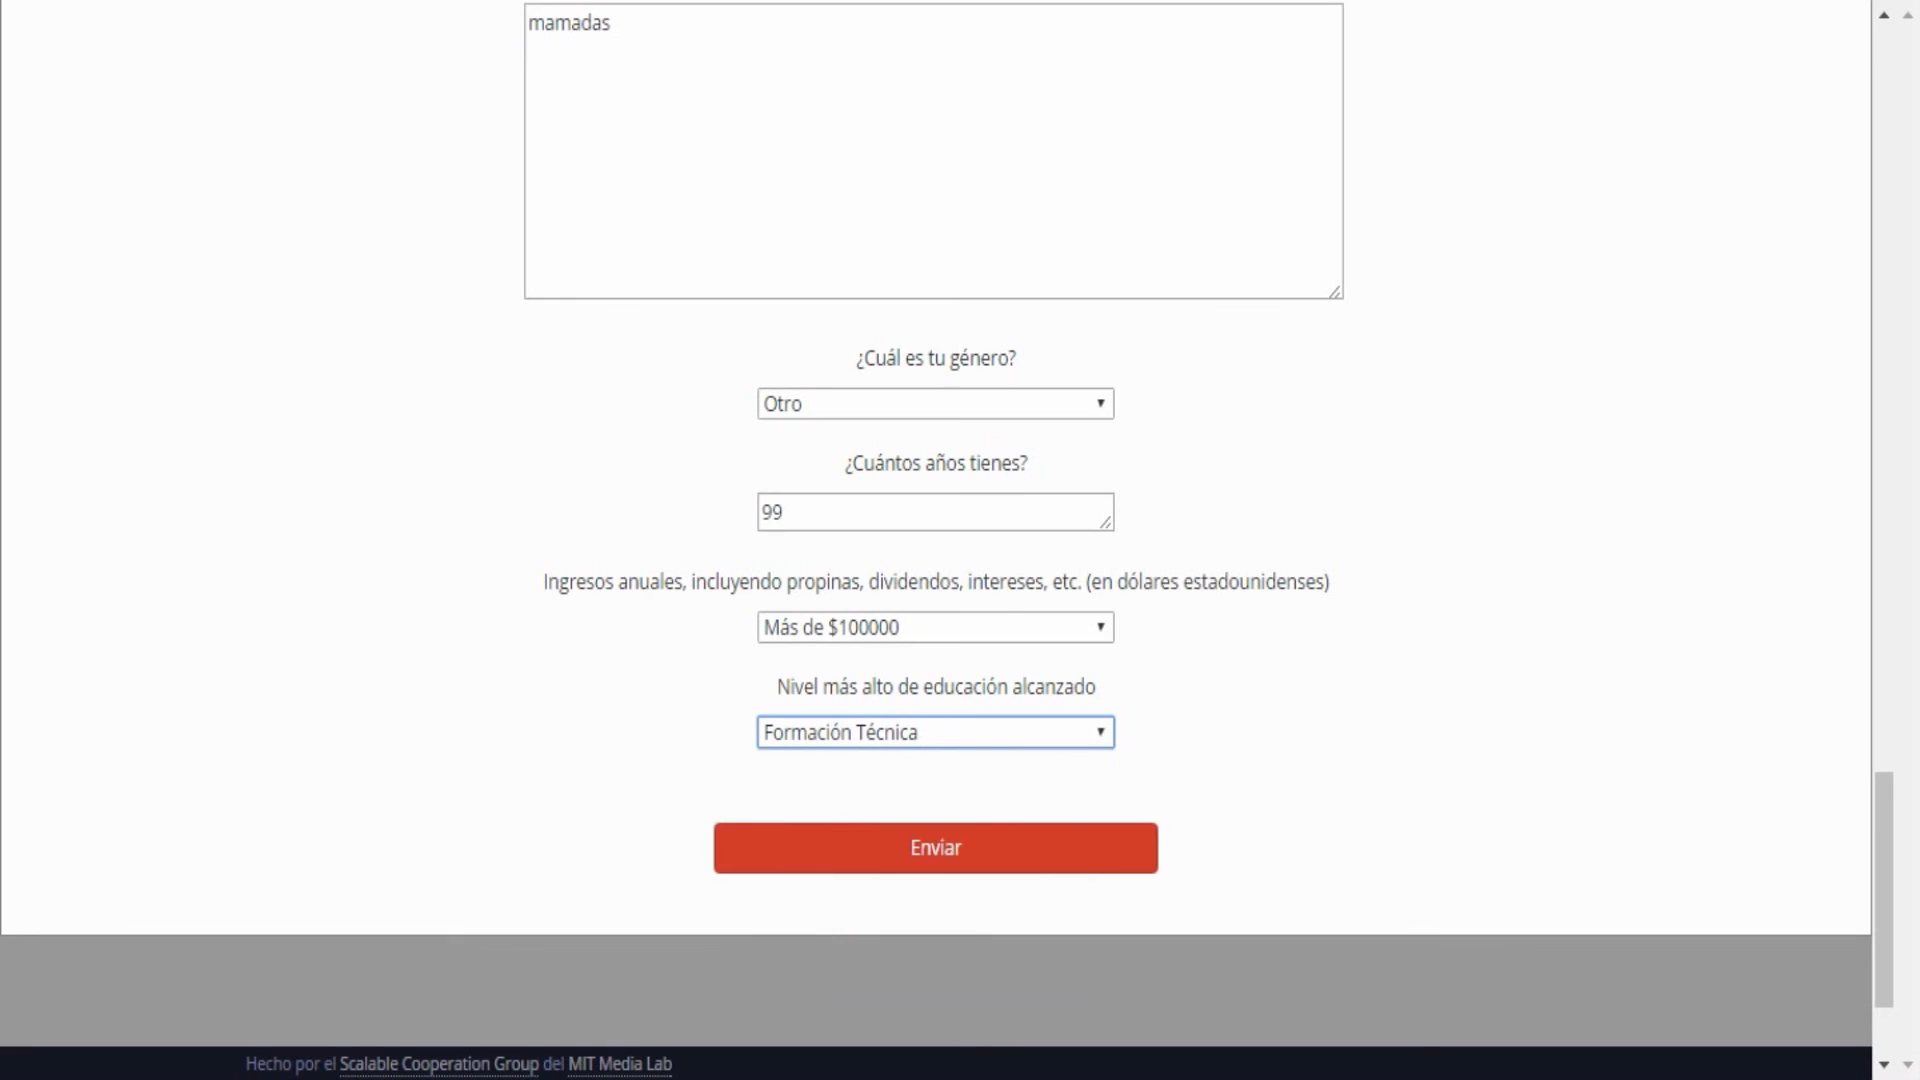 mamadas
¿Cuál es tu género?
Otro
¿Cuántos años tienes?
99
Ingresos anuales, incluyendo propinas, dividendos, intereses, etc. (en dólares estadounidenses)
Más de $100000
Nivel más alto de educación alcanzado
Formación Técnica
Enviar
Hecho por el Scalable Cooperation Group del MIT Media Lab